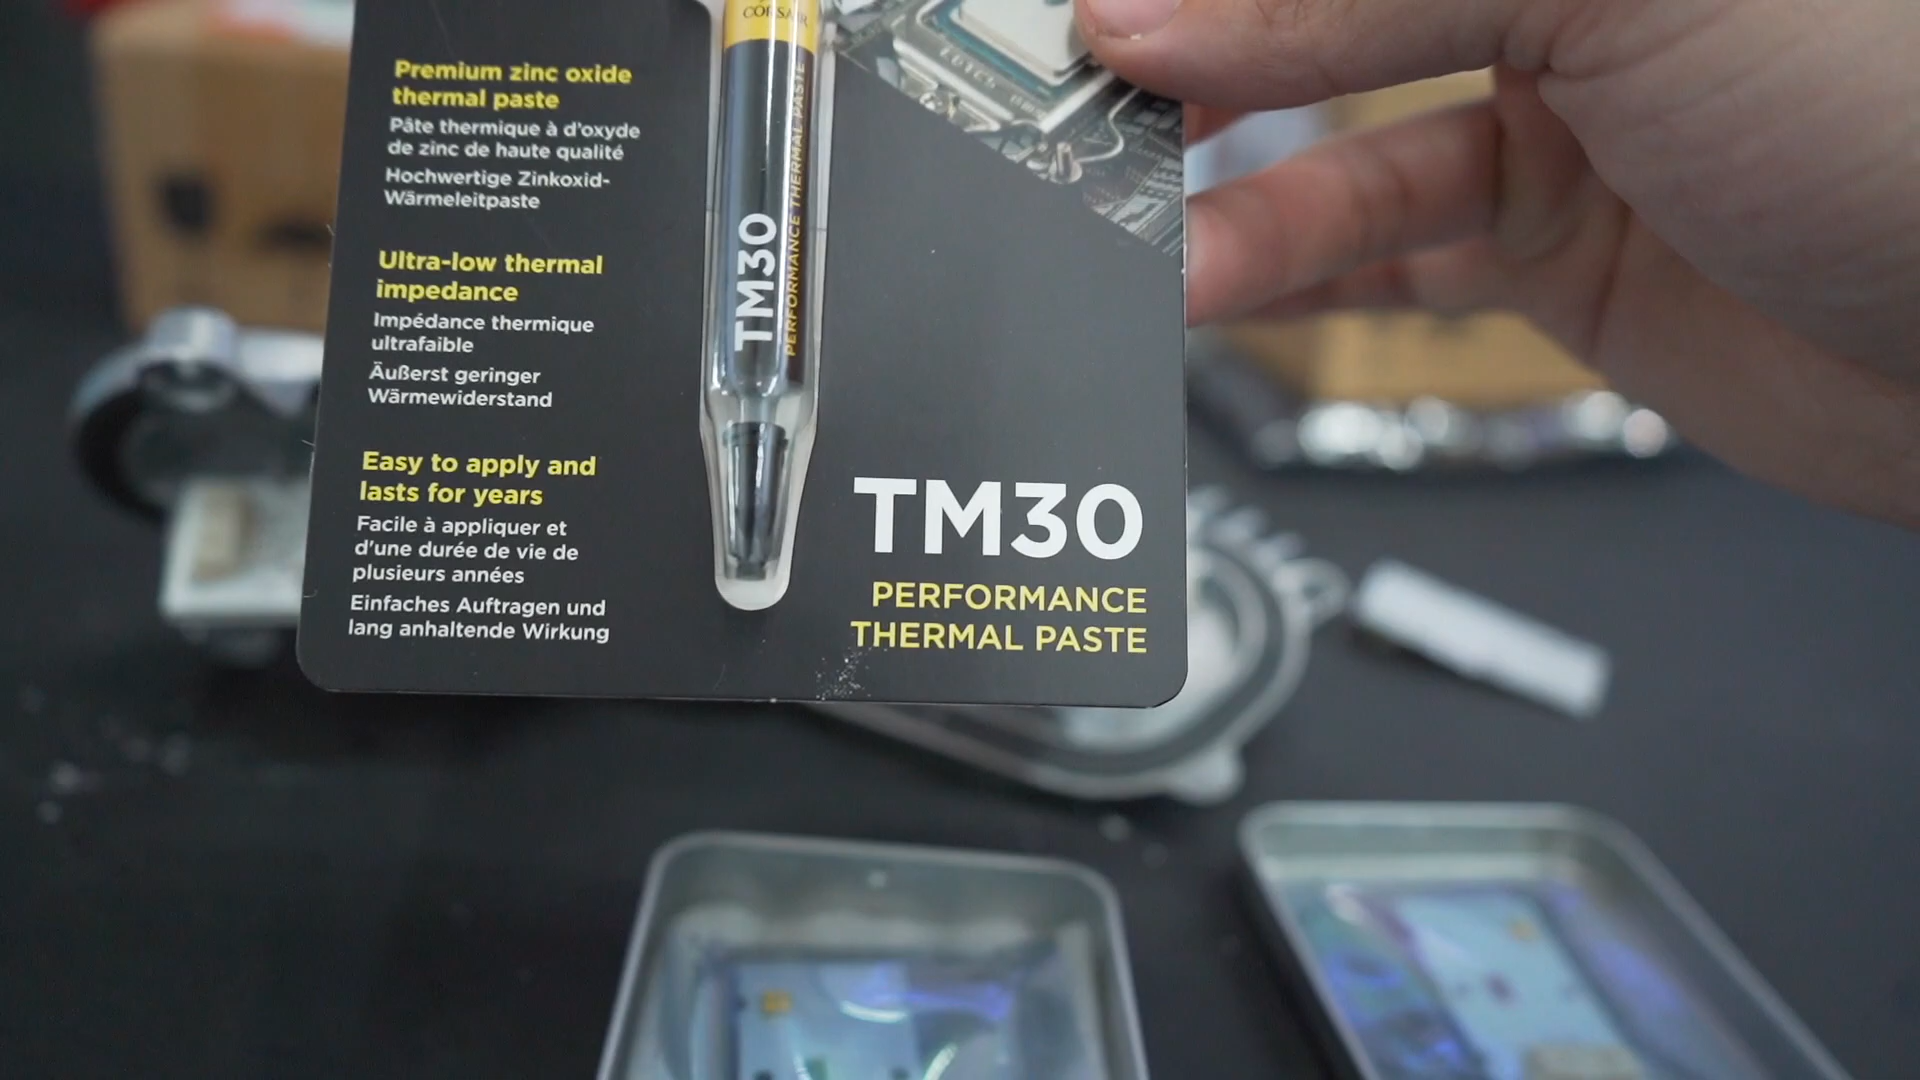 Premium zinc oxide
thermal paste
Pâte thermique à d'oxyde
de zinc de haute qualité
Hochwertige Zinkoxid-
Wärmeleitpaste
Ultra-low thermal
impedance
Impédance thermique
ultrafaible
Äußerst geringer
Wärmewiderstand
Easy to apply and
lasts for years
Facile à appliquer et
d'une durée de vie de
plusieurs années
Einfaches Auftragen und
lang anhaltende Wirkung
CORSAIR
TM30
PERFORMANCE THERMAL PASTE
TM30
PERFORMANCE
THERMAL PASTE